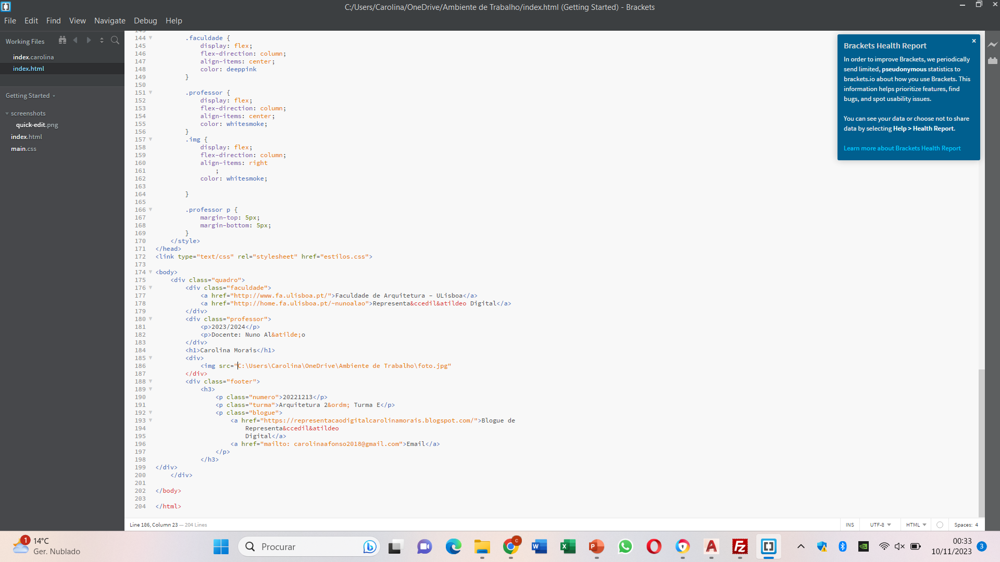 C:/Users/Carolina/OneDrive/Ambiente de Trabalho/index.html (Getting Started) - Brackets
File Edit Find View Navigate Debug Help
Working Files
index.carolina
index.html
Getting Started
screenshots
quick-edit.png
index.html
main.css
143
144 .faculdade {
145 display: flex;
146 flex-direction: column;
147 align-items: center;
148 color: deeppink
149 }
150
151 .professor {
152 display: flex;
153 flex-direction: column;
154 align-items: center;
155 color: whitesmoke;
156 }
157 .img {
158 display: flex;
159 flex-direction: column;
160 align-items: right
161 ;
162 color: whitesmoke;
163
164 }
165
166 .professor p {
167 margin-top: 5px;
168 margin-bottom: 5px;
169 }
170 </style>
171 </head>
172 <link type="text/css" rel="stylesheet" href="estilos.css">
173
174 <body>
175 <div class="quadro">
176 <div class="faculdade">
177 <a href="http://www.fa.ulisboa.pt/">Faculdade de Arquitetura - ULisboa</a>
178 <a href="http://home.fa.ulisboa.pt/~nunoalao">Representa&ccedil&atildeo Digital</a>
179 </div>
180 <div class="professor">
181 <p>2023/2024</p>
182 <p>Docente: Nuno Al&atilde;o
183 </div>
184 <h1>Carolina Morais</h1>
185 <div>
186 <img src="C:\Users\Carolina\OneDrive\Ambiente de Trabalho\foto.jpg"
187 </div>
188 <div class="footer">
189 <h3>
190 <p class="numero">20221213</p>
191 <p class="turma">Arquitetura 2&ordm; Turma E</p>
192 <p class="blogue">
193 <a href="https://representacaodigitalcarolinamorais.blogspot.com/">Blogue de
194 Representa&ccedil&atildeo
195 Digital</a>
196 <a href="mailto: carolinaafonso2018@gmail.com">Email</a>
197 </p>
198 </h3>
199 </div>
200 </div>
201
202 </body>
203
204 </html>
Brackets Health Report
In order to improve Brackets, we periodically
send limited, pseudonymous statistics to
brackets.io about how you use Brackets. This
information helps prioritize features, find
bugs, and spot usability issues.
You can see your data or choose not to share
data by selecting Help > Health Report.
Learn more about Brackets Health Report
Line 186, Column 23 — 204 Lines
INS UTF-8 HTML Spaces: 4
1
14°C
Ger. Nublado
Procurar
00:33
10/11/2023
3